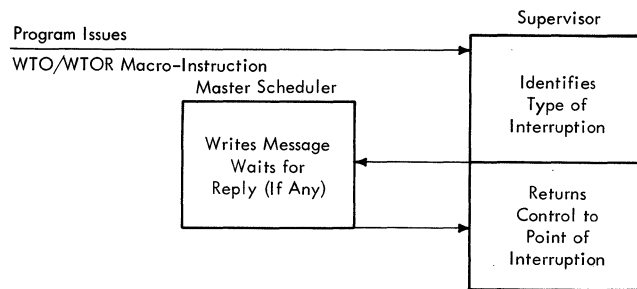 Supervisor
Program Issues
WTO/WTOR Macro-Instruction
Master Scheduler
Identifies
Type of
Interruption
Writes Message
Waits for
Reply (If Any)
Returns
Control to
Point of
Interruption